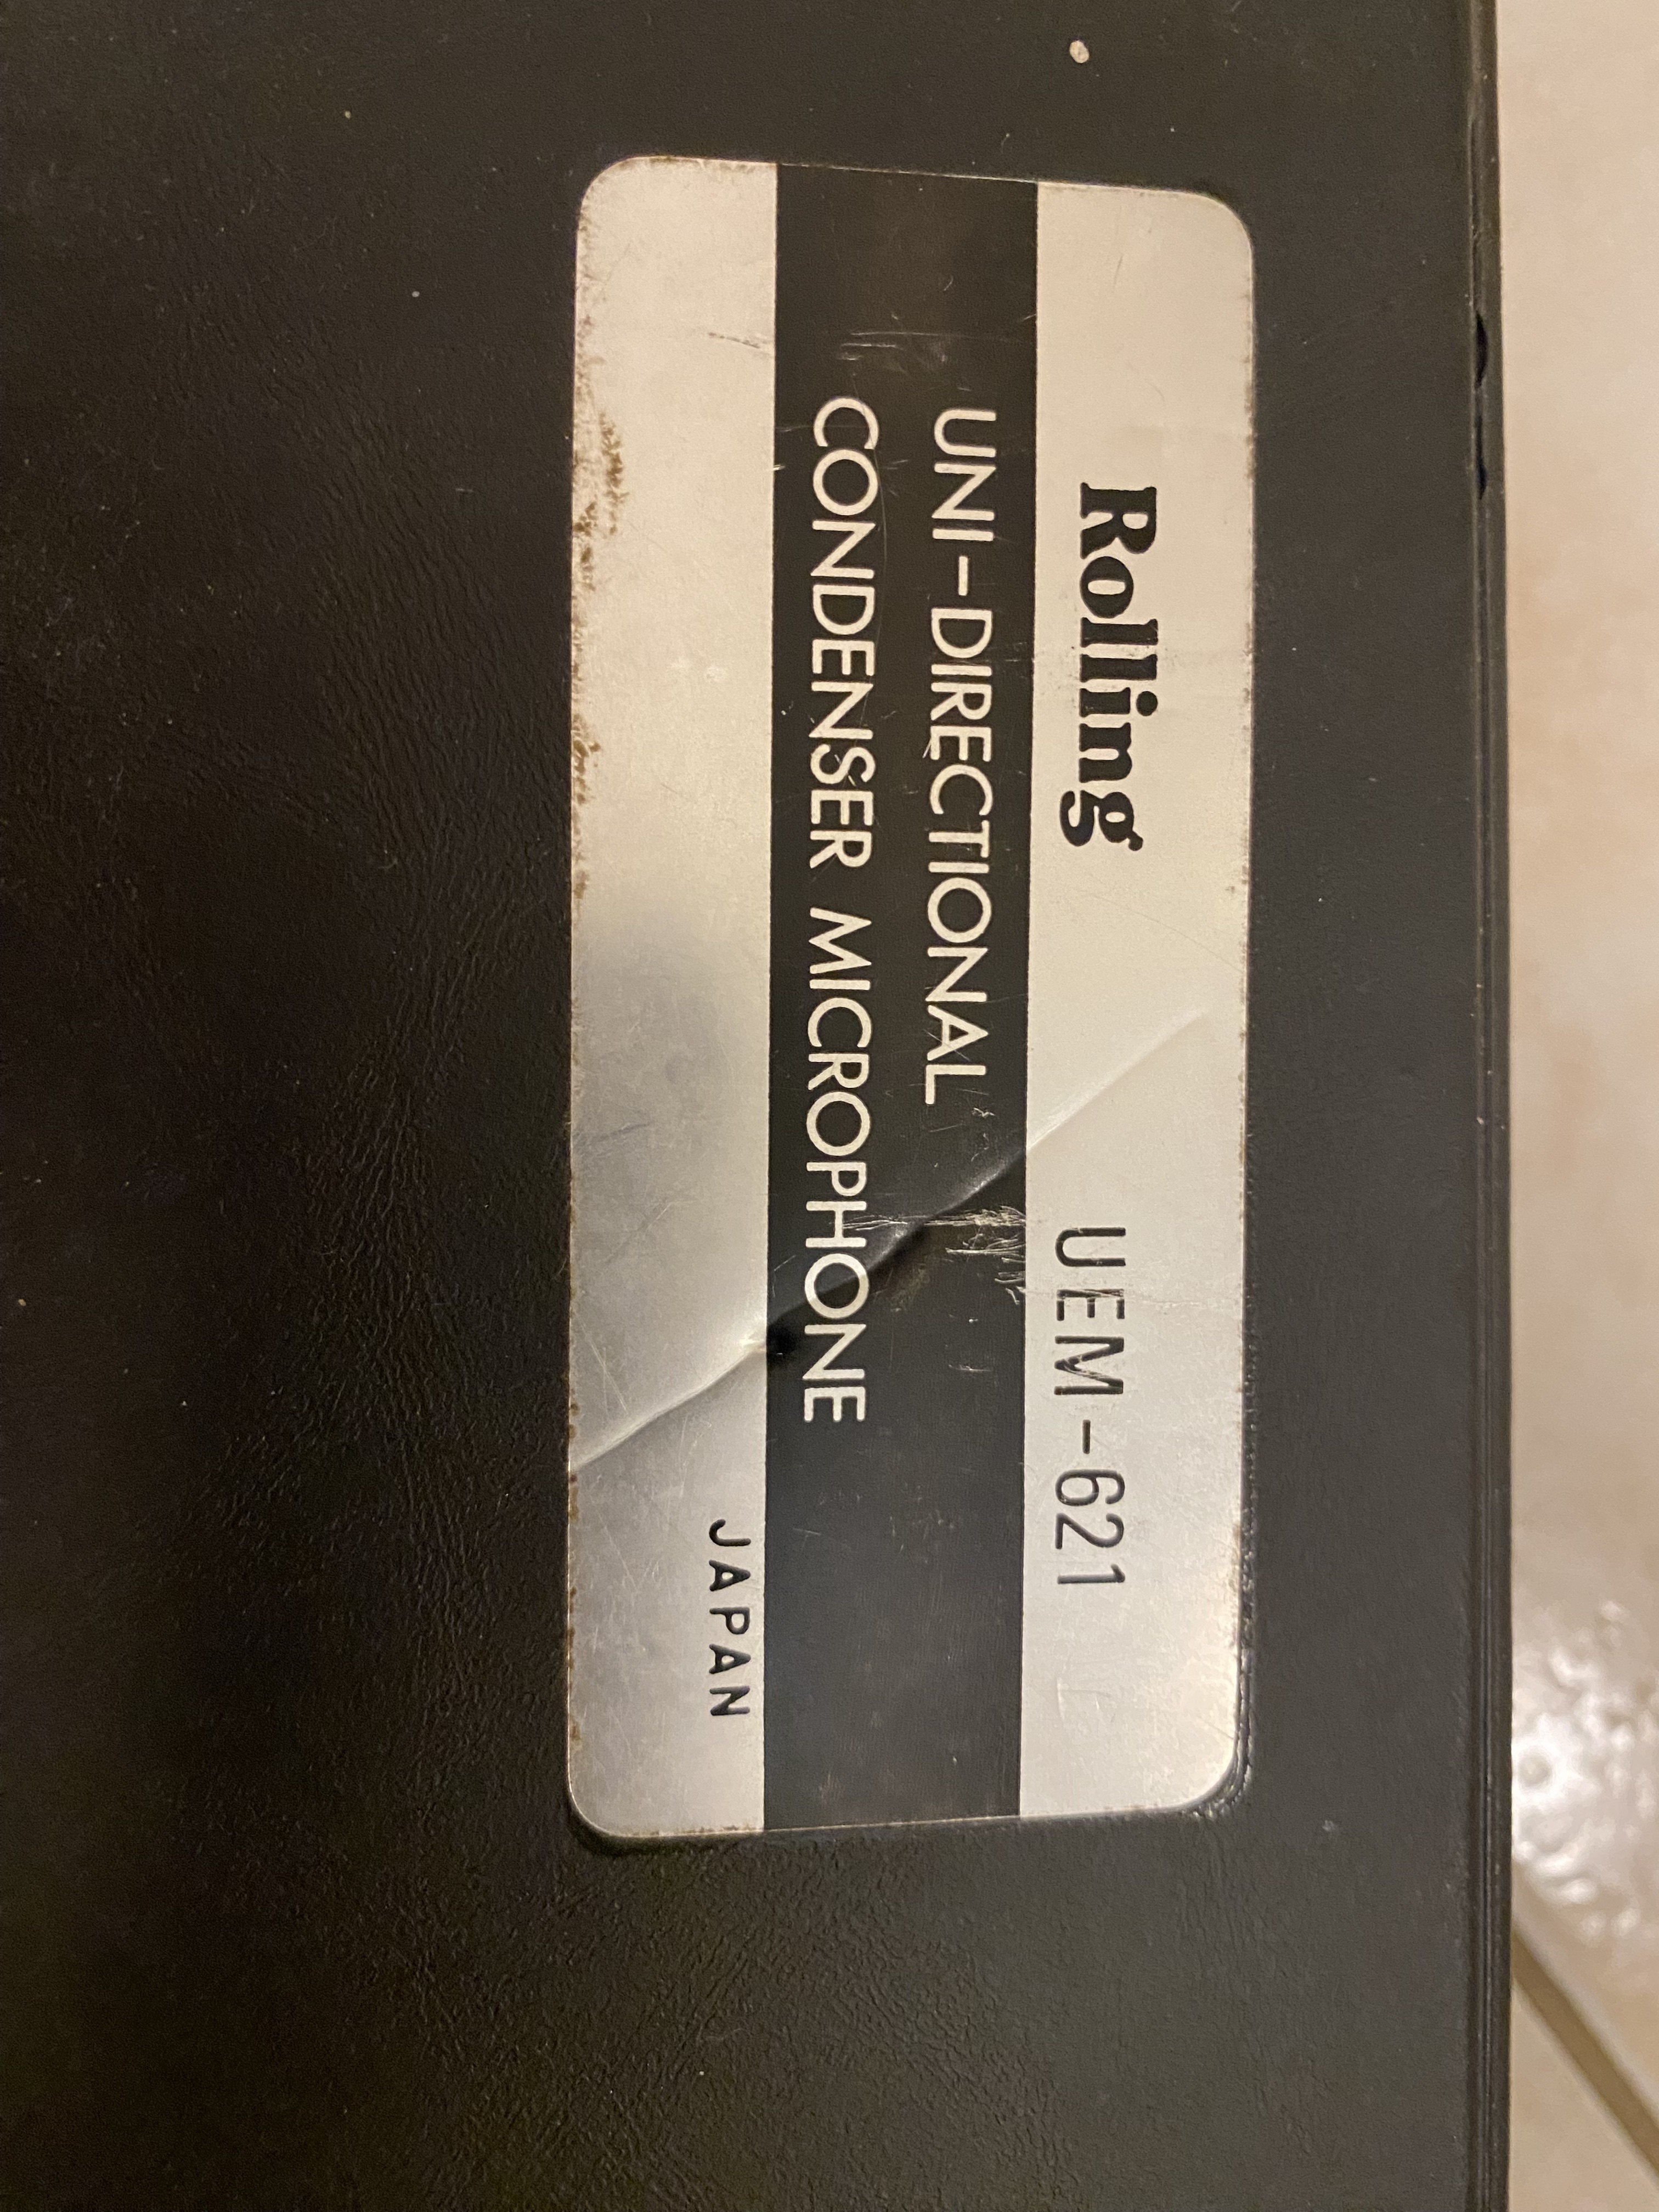 Rolling UEM-621
UNI-DIRECTIONAL
CONDENSER MICROPHONE
JAPAN